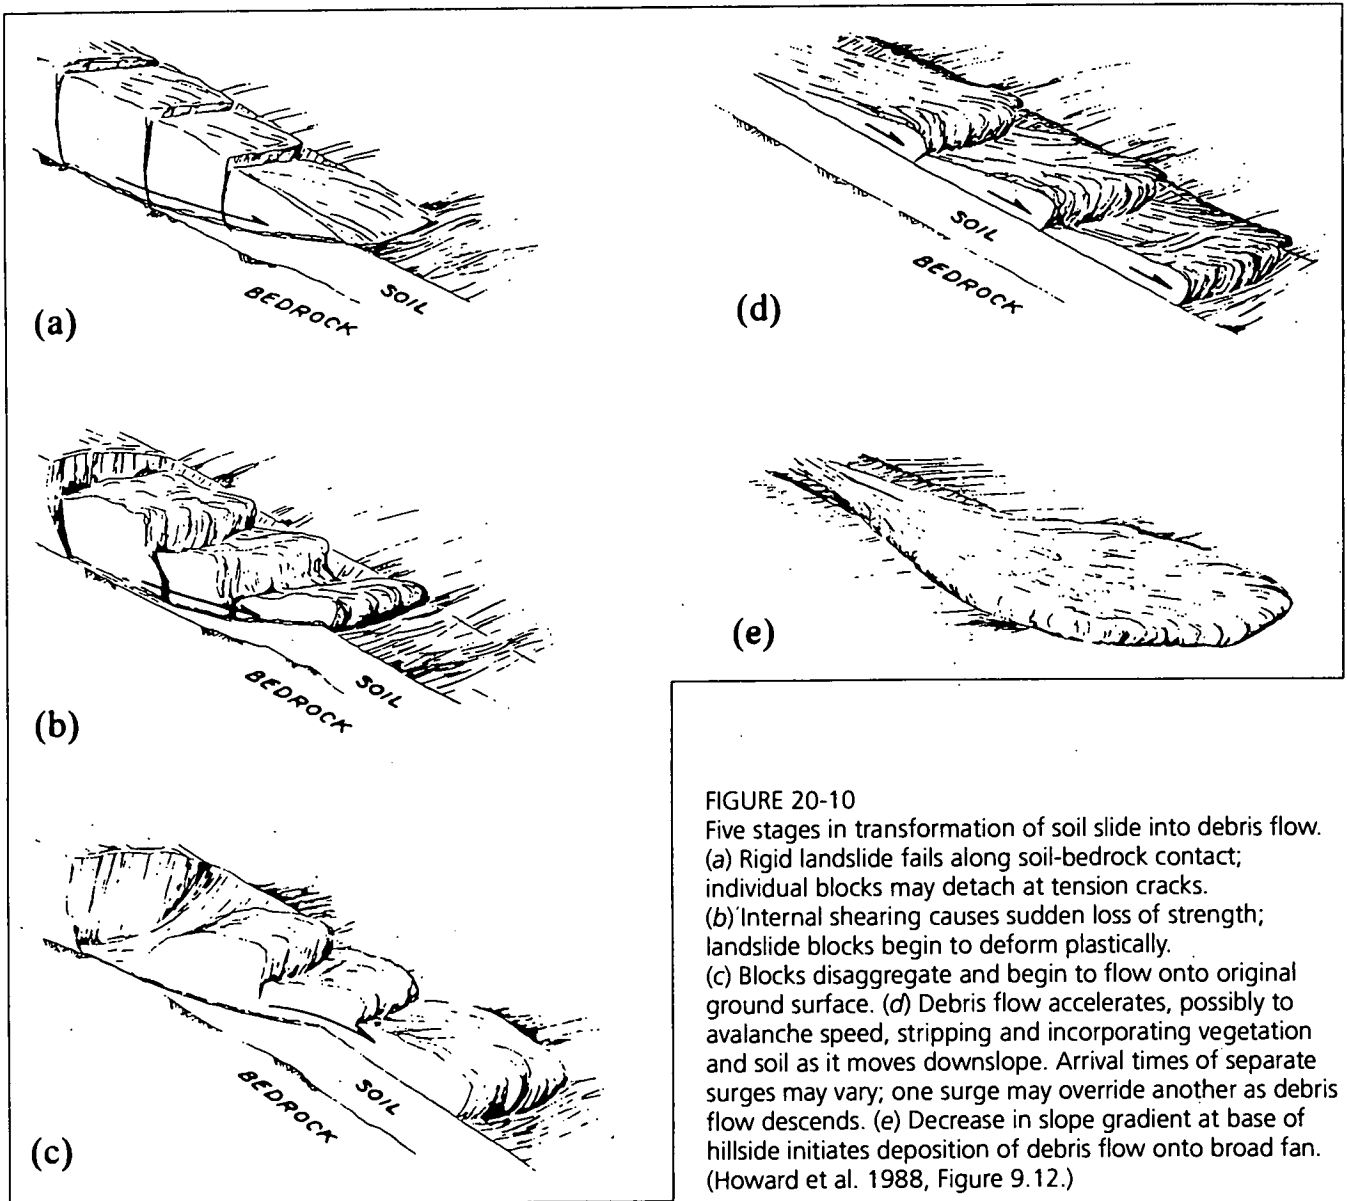 (a)
BEDROCK
SOIL
(b)
BEDROCK
SOIL
(c)
BEDROCK
SOIL
(d)
SOIL
BEDROCK
(e)
FIGURE 20-10
Five stages in transformation of soil slide into debris flow.
(a) Rigid landslide fails along soil-bedrock contact;
individual blocks may detach at tension cracks.
(b) Internal shearing causes sudden loss of strength;
landslide blocks begin to deform plastically.
(c) Blocks disaggregate and begin to flow onto original
ground surface. (d) Debris flow accelerates, possibly to
avalanche speed, stripping and incorporating vegetation
and soil as it moves downslope. Arrival times of separate
surges may vary; one surge may override another as debris
flow descends. (e) Decrease in slope gradient at base of
hillside initiates deposition of debris flow onto broad fan.
(Howard et al. 1988, Figure 9.12.)